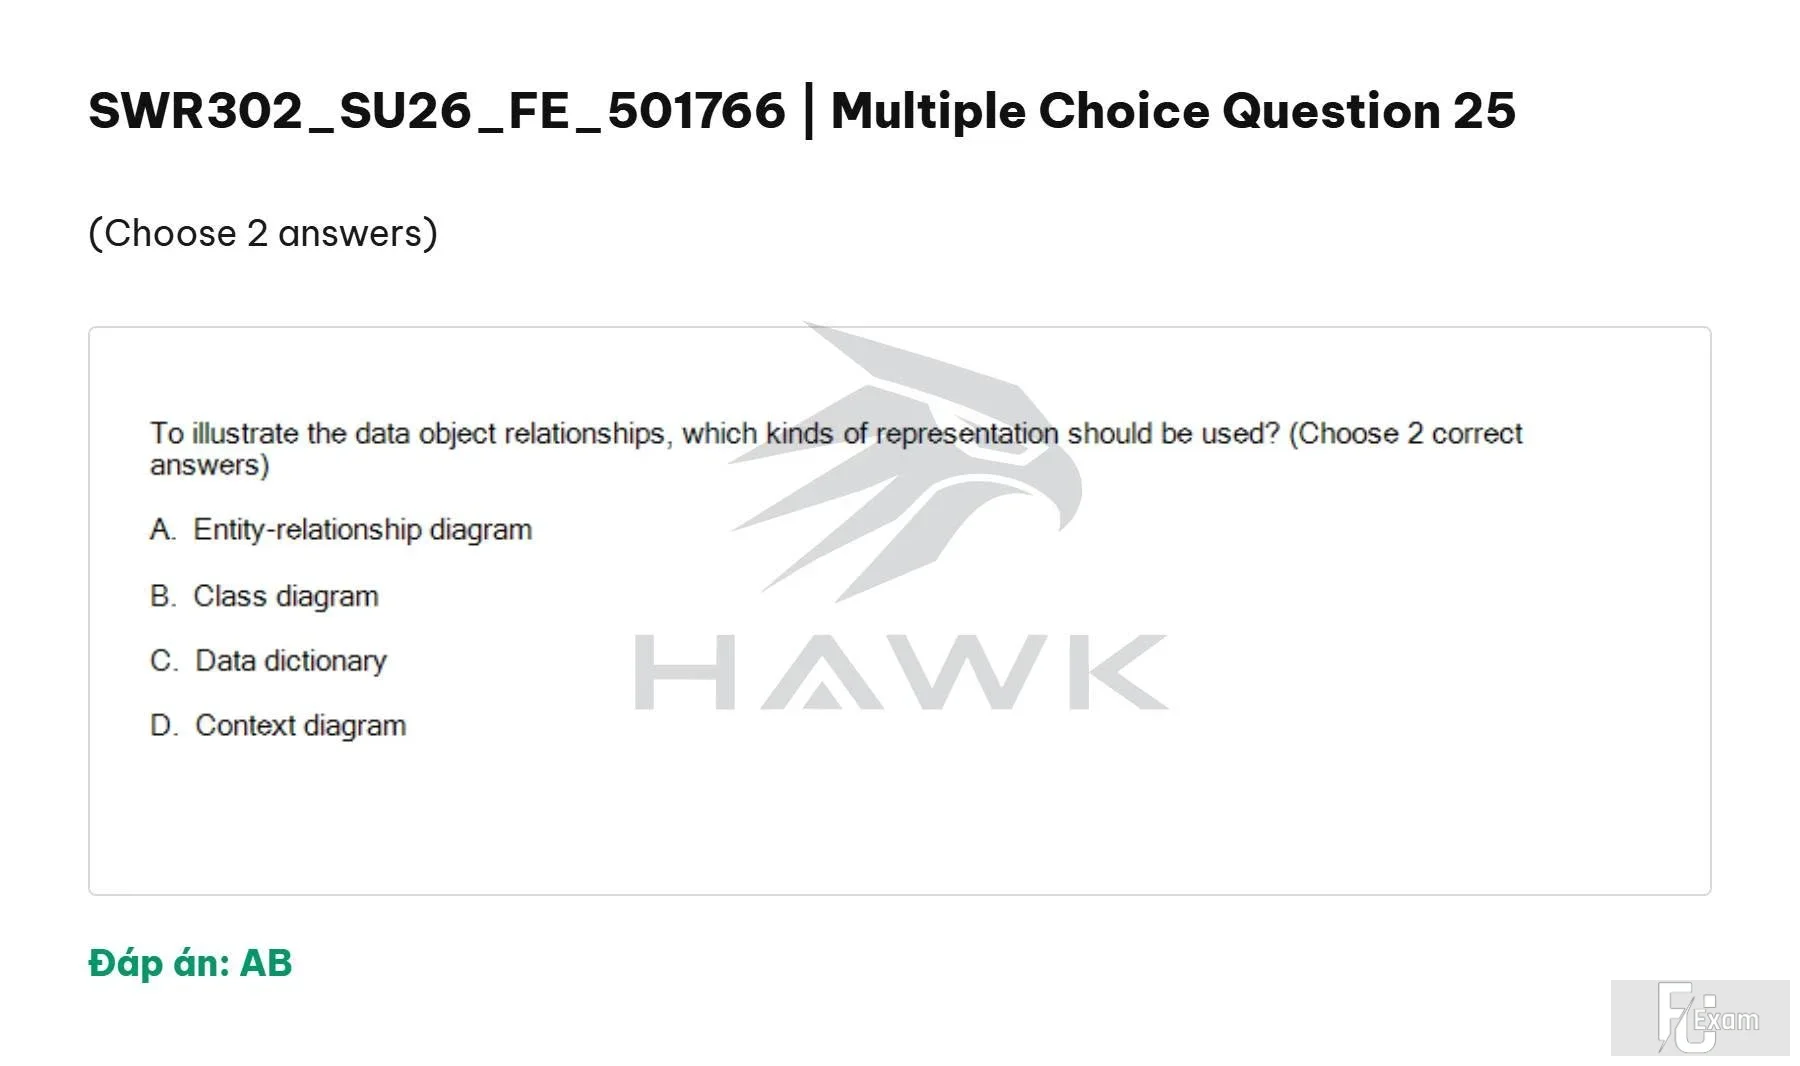 SWR302_SU26_FE_501766 | Multiple Choice Question 25
(Choose 2 answers)
To illustrate the data object relationships, which kinds of representation should be used? (Choose 2 correct
answers)
A. Entity-relationship diagram
B. Class diagram
C. Data dictionary
D. Context diagram
HAWK
Đáp án: AB
FU Exam